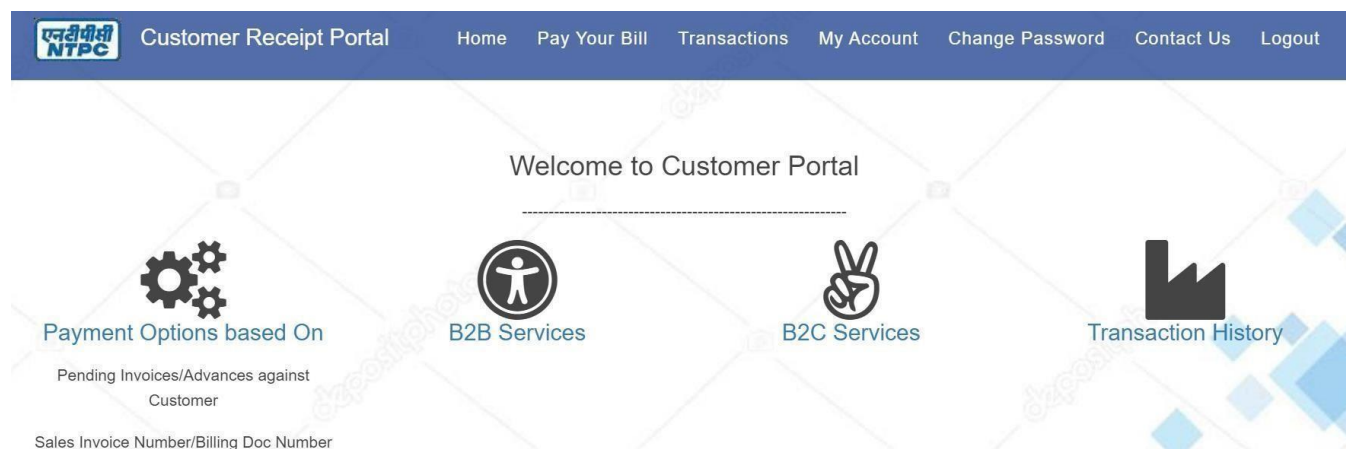 एनटीपीसी
NTPC
Customer Receipt Portal Home Pay Your Bill Transactions My Account Change Password Contact Us Logout
Welcome to Customer Portal
--------------------------------------------------------------
Payment Options based On
B2B Services
B2C Services
Transaction History
Pending Invoices/Advances against
Customer
Sales Invoice Number/Billing Doc Number
depositphotos